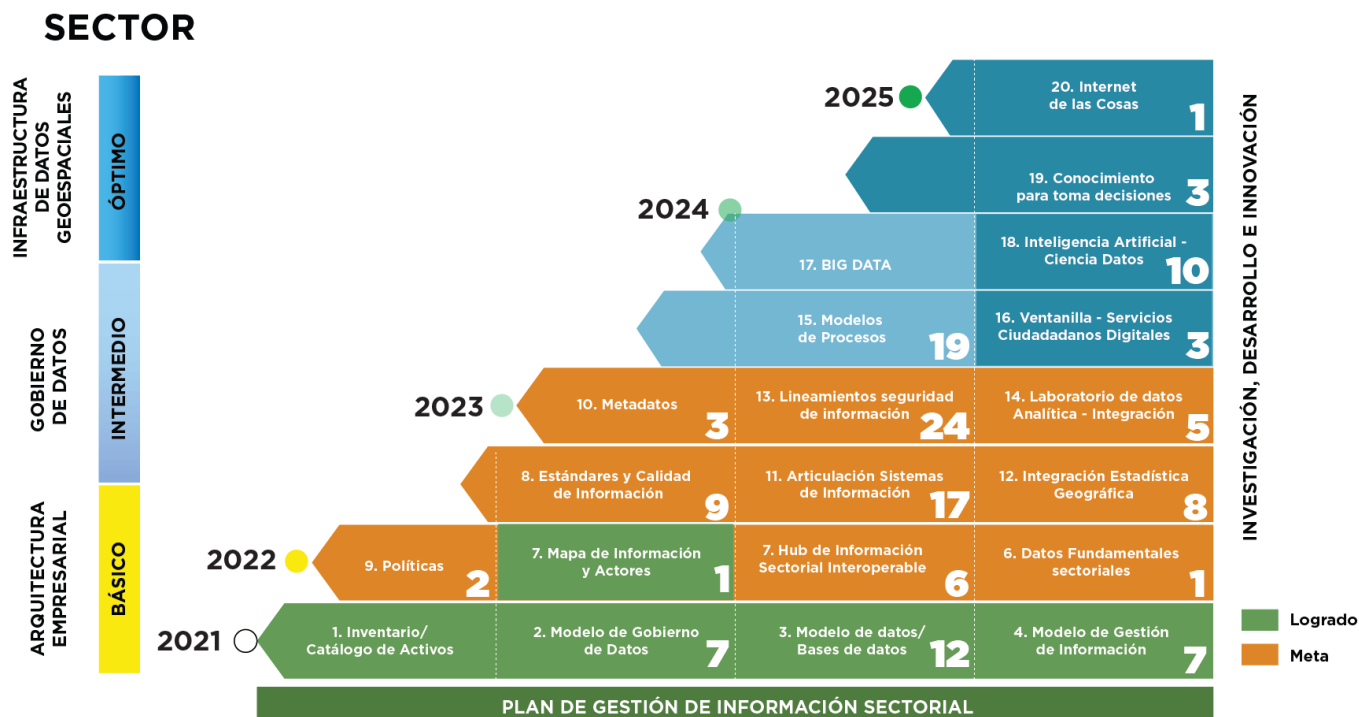 SECTOR
INFRAESTRUCTURA
DE DATOS
GEOESPACIALES
ÓPTIMO
GOBIERNO
DE DATOS
INTERMEDIO
ARQUITECTURA
EMPRESARIAL
BÁSICO
2025
20. Internet
de las Cosas
1
19. Conocimiento
para toma decisiones
3
2024
17. BIG DATA
18. Inteligencia Artificial -
Ciencia Datos
10
15. Modelos
de Procesos
19
16. Ventanilla - Servicios
Ciudadadanos Digitales
3
2023
10. Metadatos
3
13. Lineamientos seguridad
de información
24
14. Laboratorio de datos
Analítica - Integración
5
8. Estándares y Calidad
de Información
9
11. Articulación Sistemas
de Información
17
12. Integración Estadística
Geográfica
8
2022
9. Políticas
2
7. Mapa de Información
y Actores
1
7. Hub de Información
Sectorial Interoperable
6
6. Datos Fundamentales
sectoriales
1
2021
1. Inventario/
Catálogo de Activos
2. Modelo de Gobierno
de Datos
7
3. Modelo de datos/
Bases de datos
12
4. Modelo de Gestión
de Información
7
PLAN DE GESTIÓN DE INFORMACIÓN SECTORIAL
INVESTIGACIÓN, DESARROLLO E INNOVACIÓN
Logrado
Meta